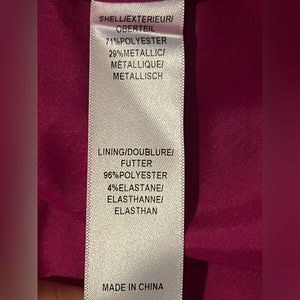 SHELL/EXTERIEUR/
OBERTEIL
71%POLYESTER
29%METALLIC/
MÉTALLIQUE/
METALLISCH
LINING/DOUBLURE/
FUTTER
96%POLYESTER
4%ELASTANE/
ELASTHANNE/
ELASTHAN
MADE IN CHINA